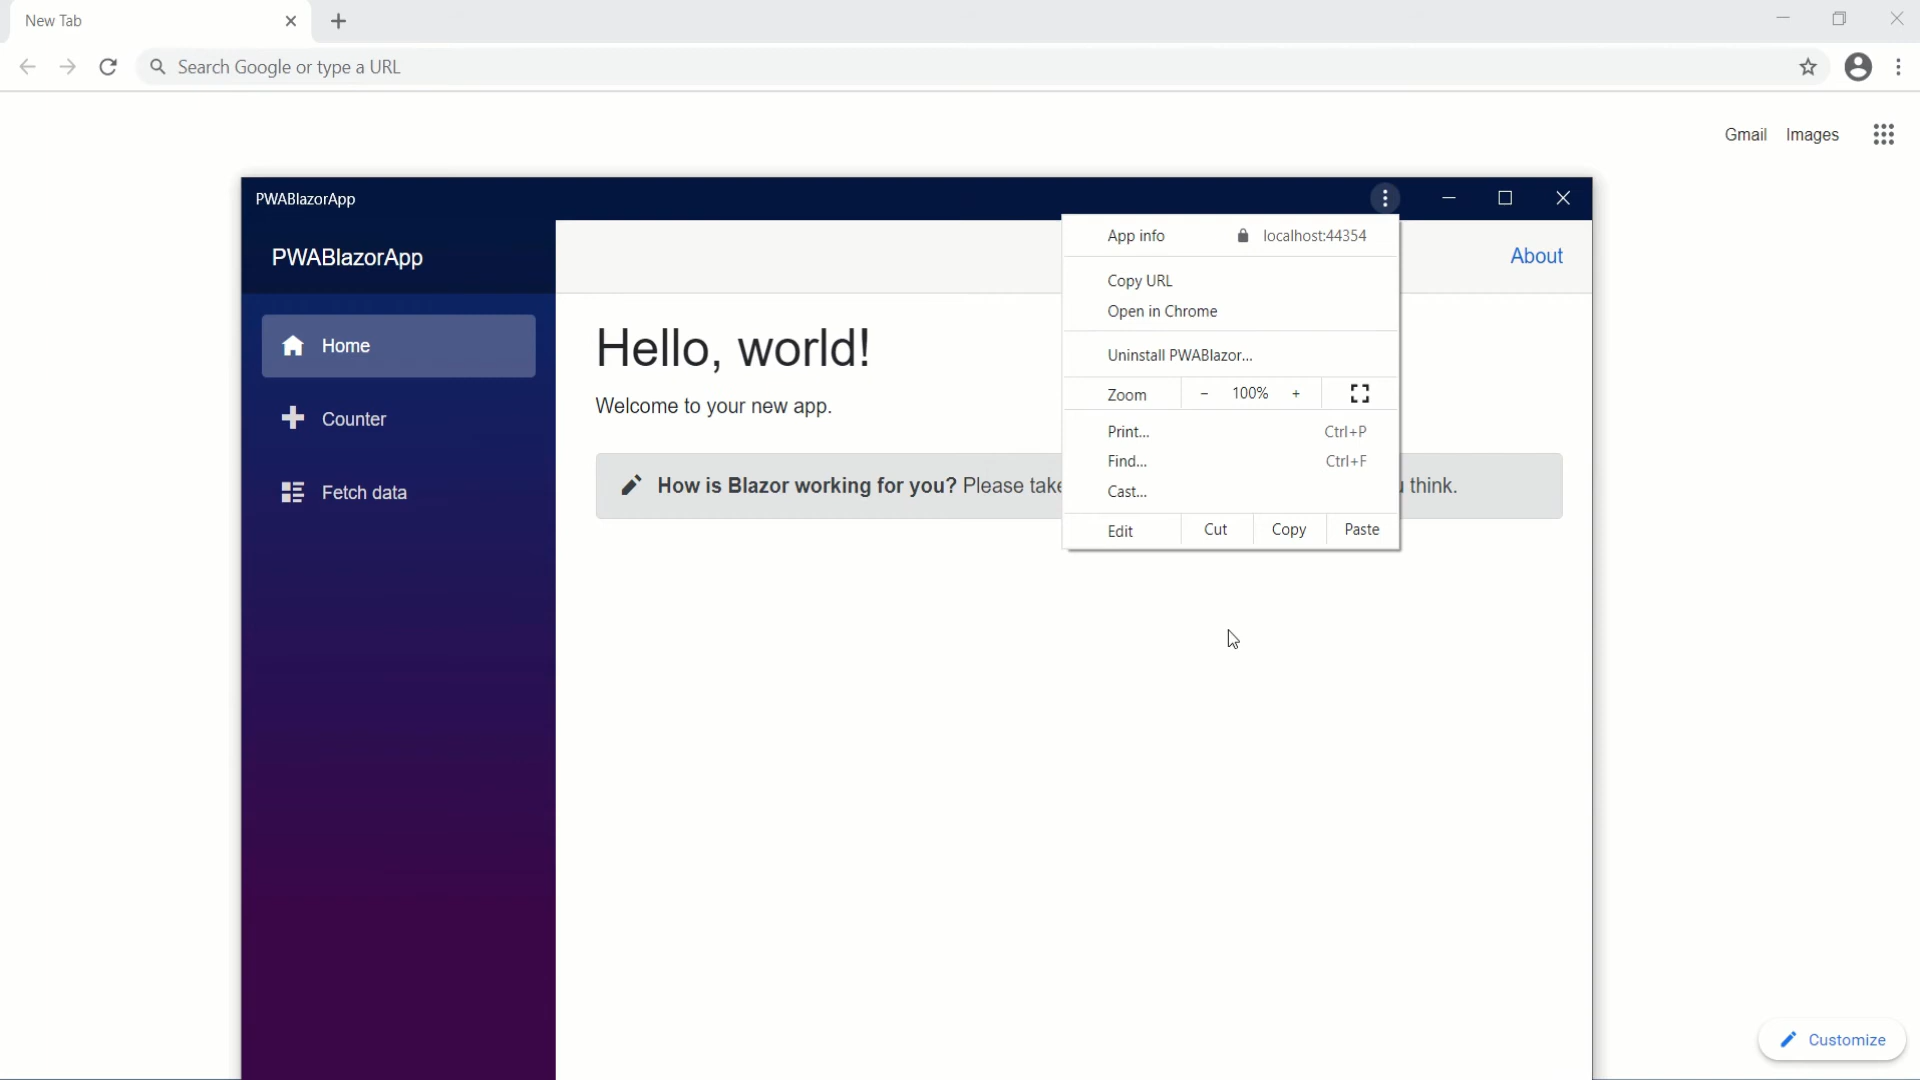 New Tab
Search Google or type a URL
Gmail Images
PWABlazorApp
PWABlazorApp
About
Home
Counter
Fetch data
Hello, world!
Welcome to your new app.
How is Blazor working for you? Please take
think.
App info localhost:44354
Copy URL
Open in Chrome
Uninstall PWABlazor...
Zoom - 100% +
Print... Ctrl+P
Find... Ctrl+F
Cast...
Edit Cut Copy Paste
Customize